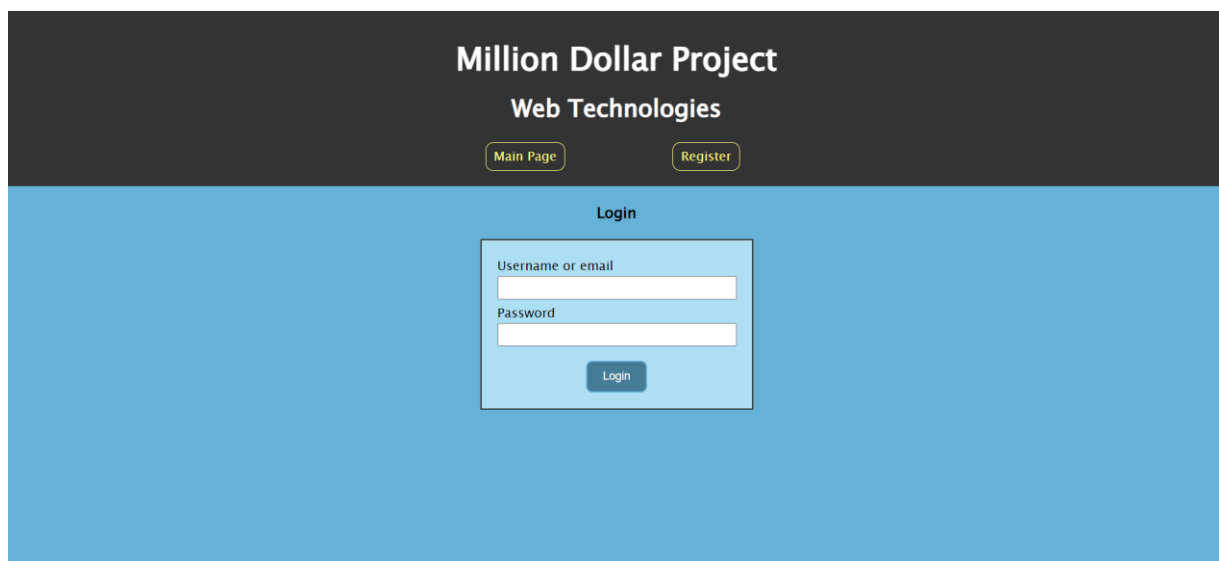 Million Dollar Project
Web Technologies
Main Page Register
Login
Username or email
Password
Login